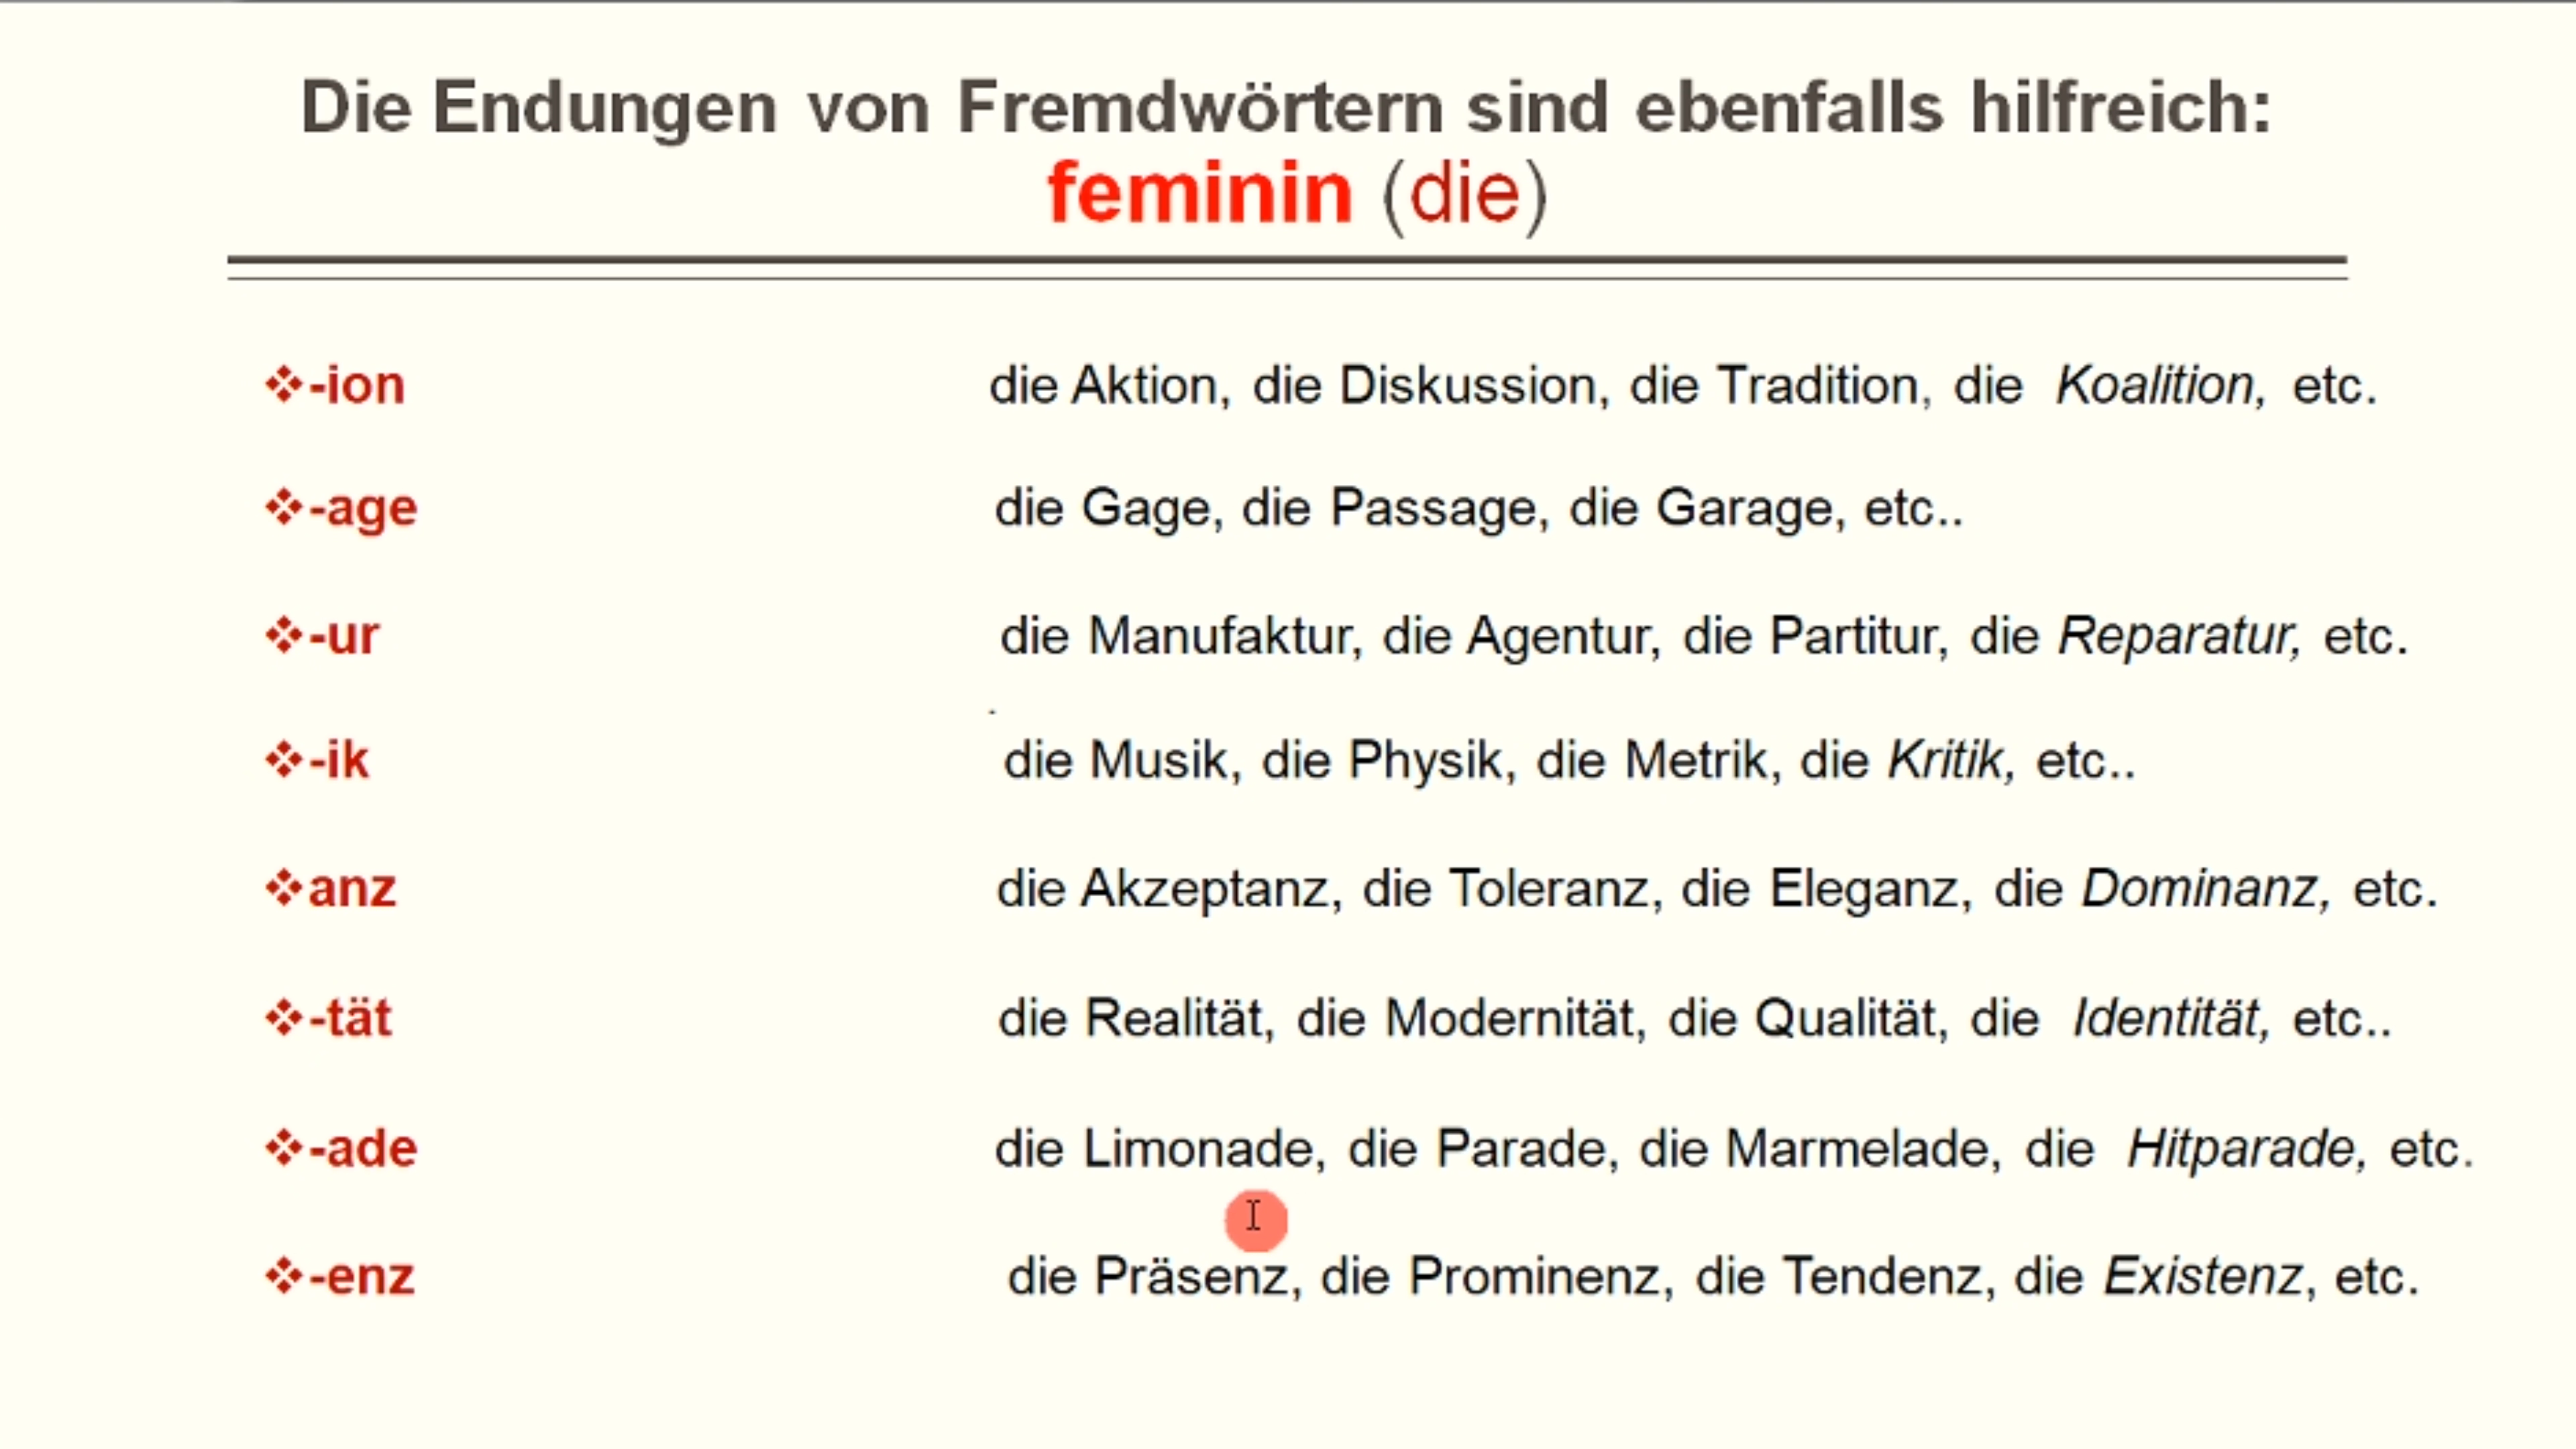 Die Endungen von Fremdwörtern sind ebenfalls hilfreich:
feminin (die)
❖-ion die Aktion, die Diskussion, die Tradition, die Koalition, etc.
❖-age die Gage, die Passage, die Garage, etc..
❖-ur die Manufaktur, die Agentur, die Partitur, die Reparatur, etc.
❖-ik die Musik, die Physik, die Metrik, die Kritik, etc..
❖anz die Akzeptanz, die Toleranz, die Eleganz, die Dominanz, etc.
❖-tät die Realität, die Modernität, die Qualität, die Identität, etc..
❖-ade die Limonade, die Parade, die Marmelade, die Hitparade, etc.
❖-enz die Präsenz, die Prominenz, die Tendenz, die Existenz, etc.